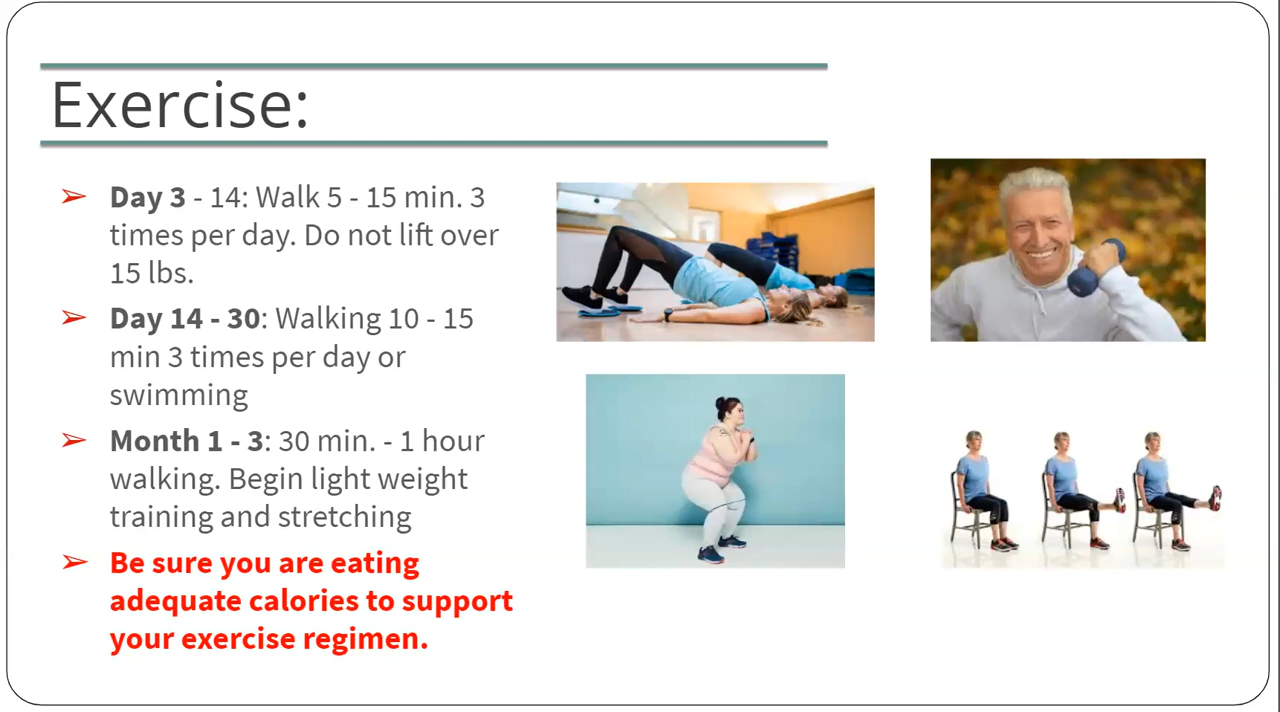 Exercise:
➢ Day 3 - 14: Walk 5 - 15 min. 3
times per day. Do not lift over
15 lbs.
➢ Day 14 - 30: Walking 10 - 15
min 3 times per day or
swimming
➢ Month 1 - 3: 30 min. - 1 hour
walking. Begin light weight
training and stretching
➢ Be sure you are eating
adequate calories to support
your exercise regimen.